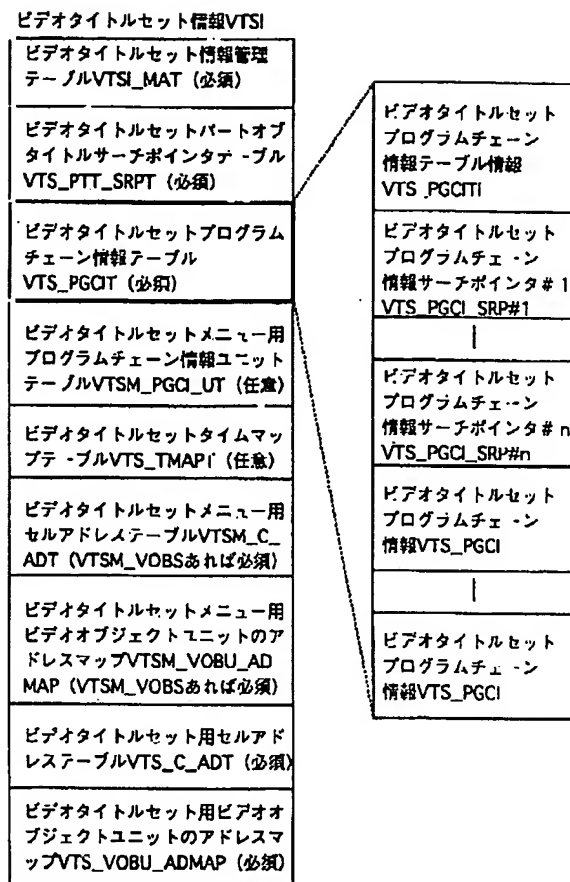 ビデオタイトルセット情報VTSI
ビデオタイトルセット情報管理
テーブルVTSI_MAT (必須)
ビデオタイトルセットパートオブ
タイトルサーチポインタテーブル
VTS_PTT_SRPT (必須)
ビデオタイトルセットプログラム
チェーン情報テーブル
VTS_PGCIT (必須)
ビデオタイトルセットメニュー用
プログラムチェーン情報ユニット
テーブルVTSM_PGCI_UT (任意)
ビデオタイトルセットタイムマッ
プテーブルVTS_TMAPT (任意)
ビデオタイトルセットメニュー用
セルアドレステーブルVTSM_C_
ADT (VTSM_VOBSあれば必須)
ビデオタイトルセットメニュー用
ビデオオブジェクトユニットのア
ドレスマップVTSM_VOBU_AD
MAP (VTSM_VOBSあれば必須)
ビデオタイトルセット用セルアド
レステーブルVTS_C_ADT (必須)
ビデオタイトルセット用ビデオオ
ブジェクトユニットのアドレスマ
ップVTS_VOBU_ADMAP (必須)
ビデオタイトルセット
プログラムチェーン
情報テーブル情報
VTS_PGCITI
ビデオタイトルセット
プログラムチェーン
情報サーチポインタ#1
VTS_PGCI_SRP#1
ビデオタイトルセット
プログラムチェーン
情報サーチポインタ#n
VTS_PGCI_SRP#n
ビデオタイトルセット
プログラムチェーン
情報VTS_PGCI
ビデオタイトルセット
プログラムチェーン
情報VTS_PGCI